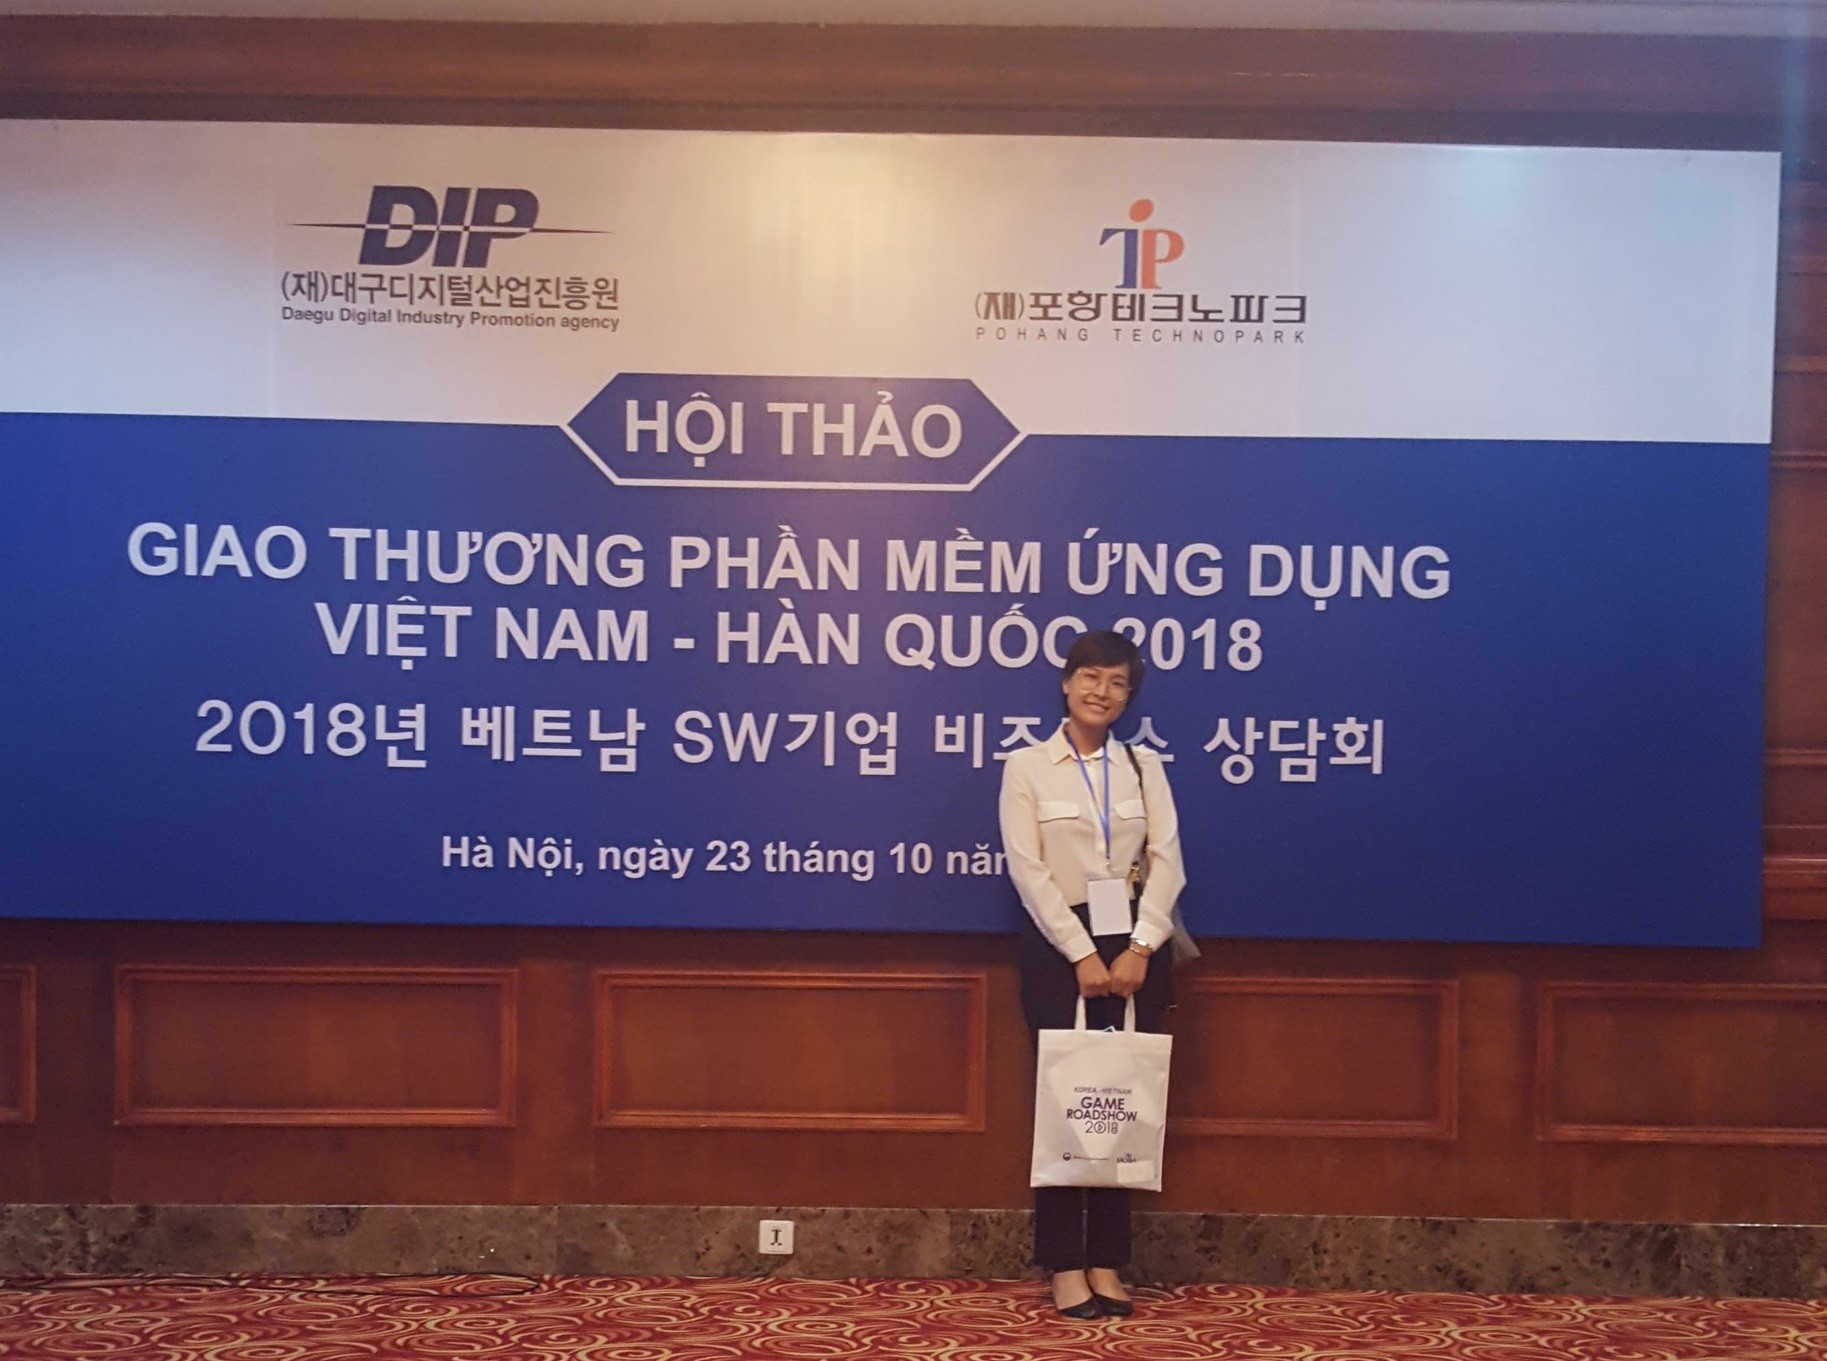 DIP
(재)대구디지털산업진흥원
Daegu Digital Industry Promotion agency
TP
(재)포항테크노파크
POHANG TECHNOPARK
HỘI THẢO
GIAO THƯƠNG PHẦN MỀM ỨNG DỤNG
VIỆT NAM - HÀN QUỐC 2018
2018년 베트남 SW기업 비즈 스 상담회
Hà Nội, ngày 23 tháng 10 năm
KOREA-VIETNAM
GAME
ROADSHOW
2018